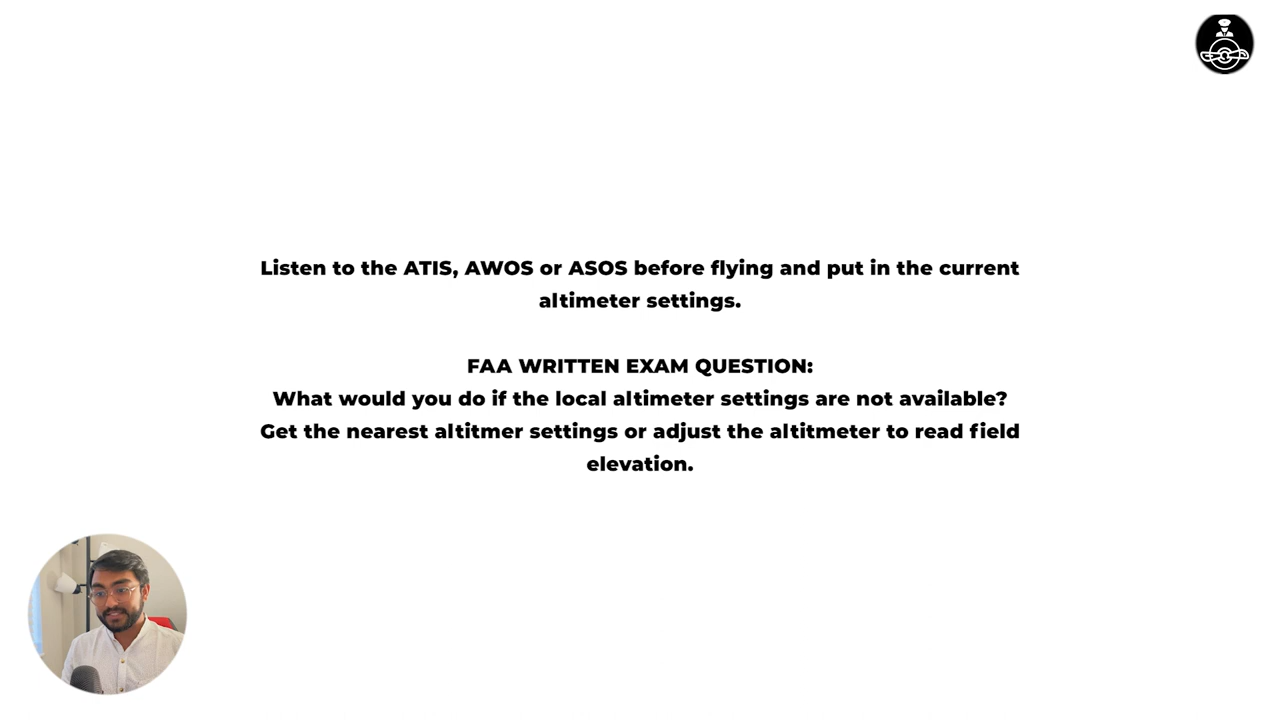 Listen to the ATIS, AWOS or ASOS before flying and put in the current
altimeter settings.
FAA WRITTEN EXAM QUESTION:
What would you do if the local altimeter settings are not available?
Get the nearest altitmer settings or adjust the altitmeter to read field
elevation.